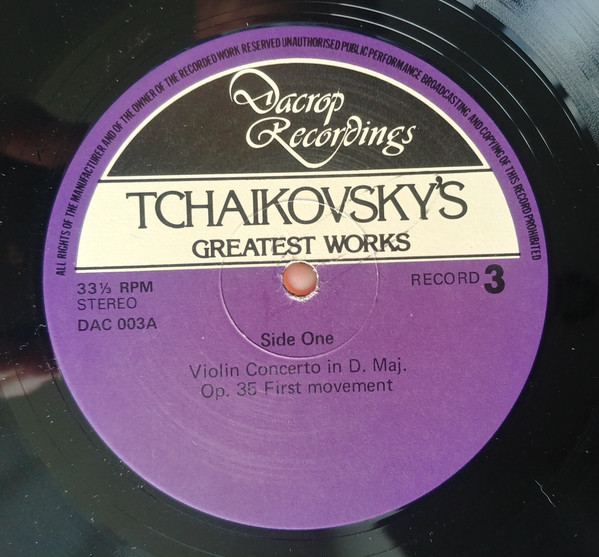 ALL RIGHTS OF THE MANUFACTURER AND OF THE OWNER OF THE RECORDED WORK RESERVED UNAUTHORISED PUBLIC PERFORMANCE BROADCASTING AND COPYING OF THIS RECORD PROHIBITED
Dacrop
Recordings
TCHAIKOVSKY'S
GREATEST WORKS
33⅓ RPM
STEREO
DAC 003A
RECORD 3
Side One
Violin Concerto in D. Maj.
Op. 35 First movement